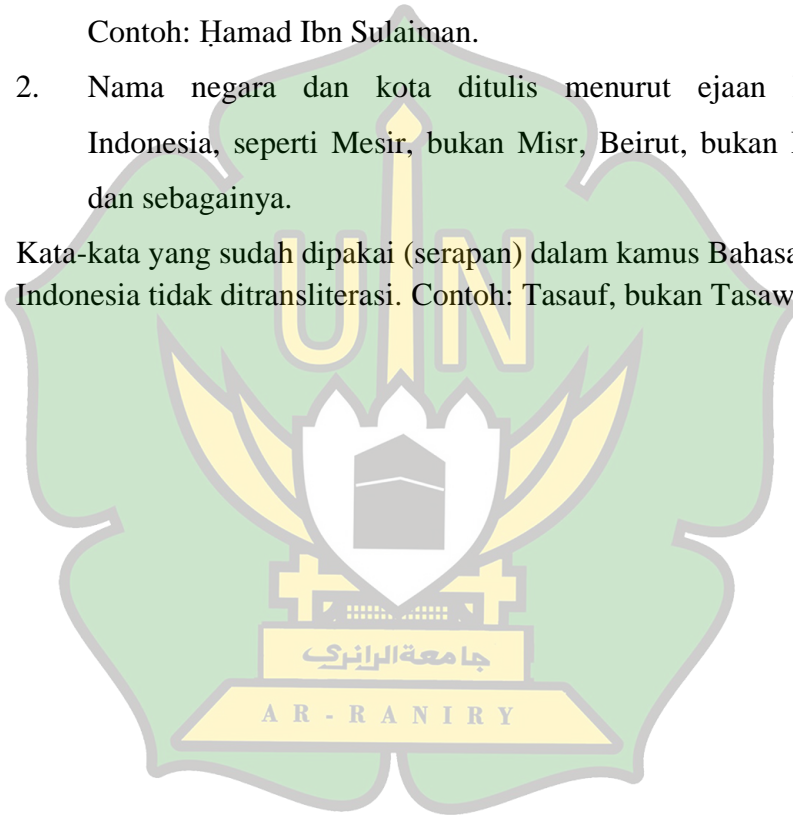 Contoh: Ḥamad Ibn Sulaiman.
2. Nama negara dan kota ditulis menurut ejaan
Indonesia, seperti Mesir, bukan Misr, Beirut, bukan
dan sebagainya.
Kata-kata yang sudah dipakai (serapan) dalam kamus Bahasa
Indonesia tidak ditransliterasi. Contoh: Tasauf, bukan Tasaw
UIN
جامعةالرانري
AR-RANIRY